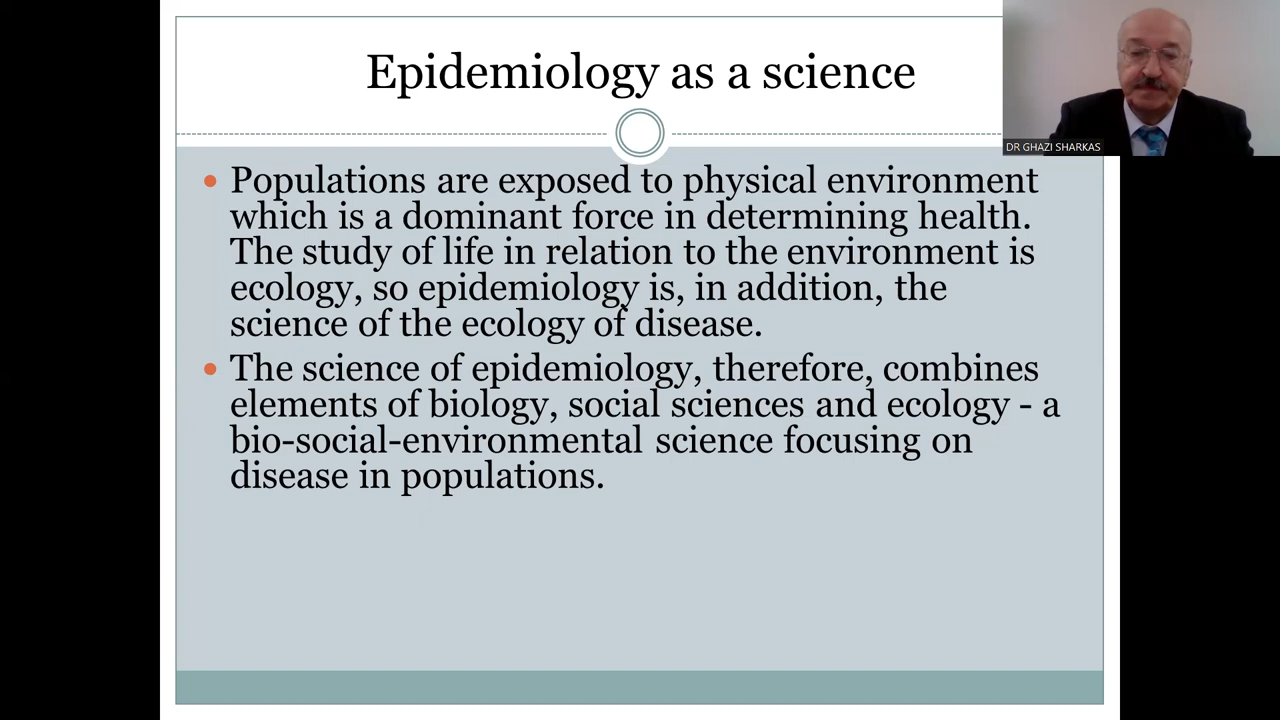 Epidemiology as a science
DR GHAZI SHARKAS
• Populations are exposed to physical environment
which is a dominant force in determining health.
The study of life in relation to the environment is
ecology, so epidemiology is, in addition, the
science of the ecology of disease.
• The science of epidemiology, therefore, combines
elements of biology, social sciences and ecology - a
bio-social-environmental science focusing on
disease in populations.